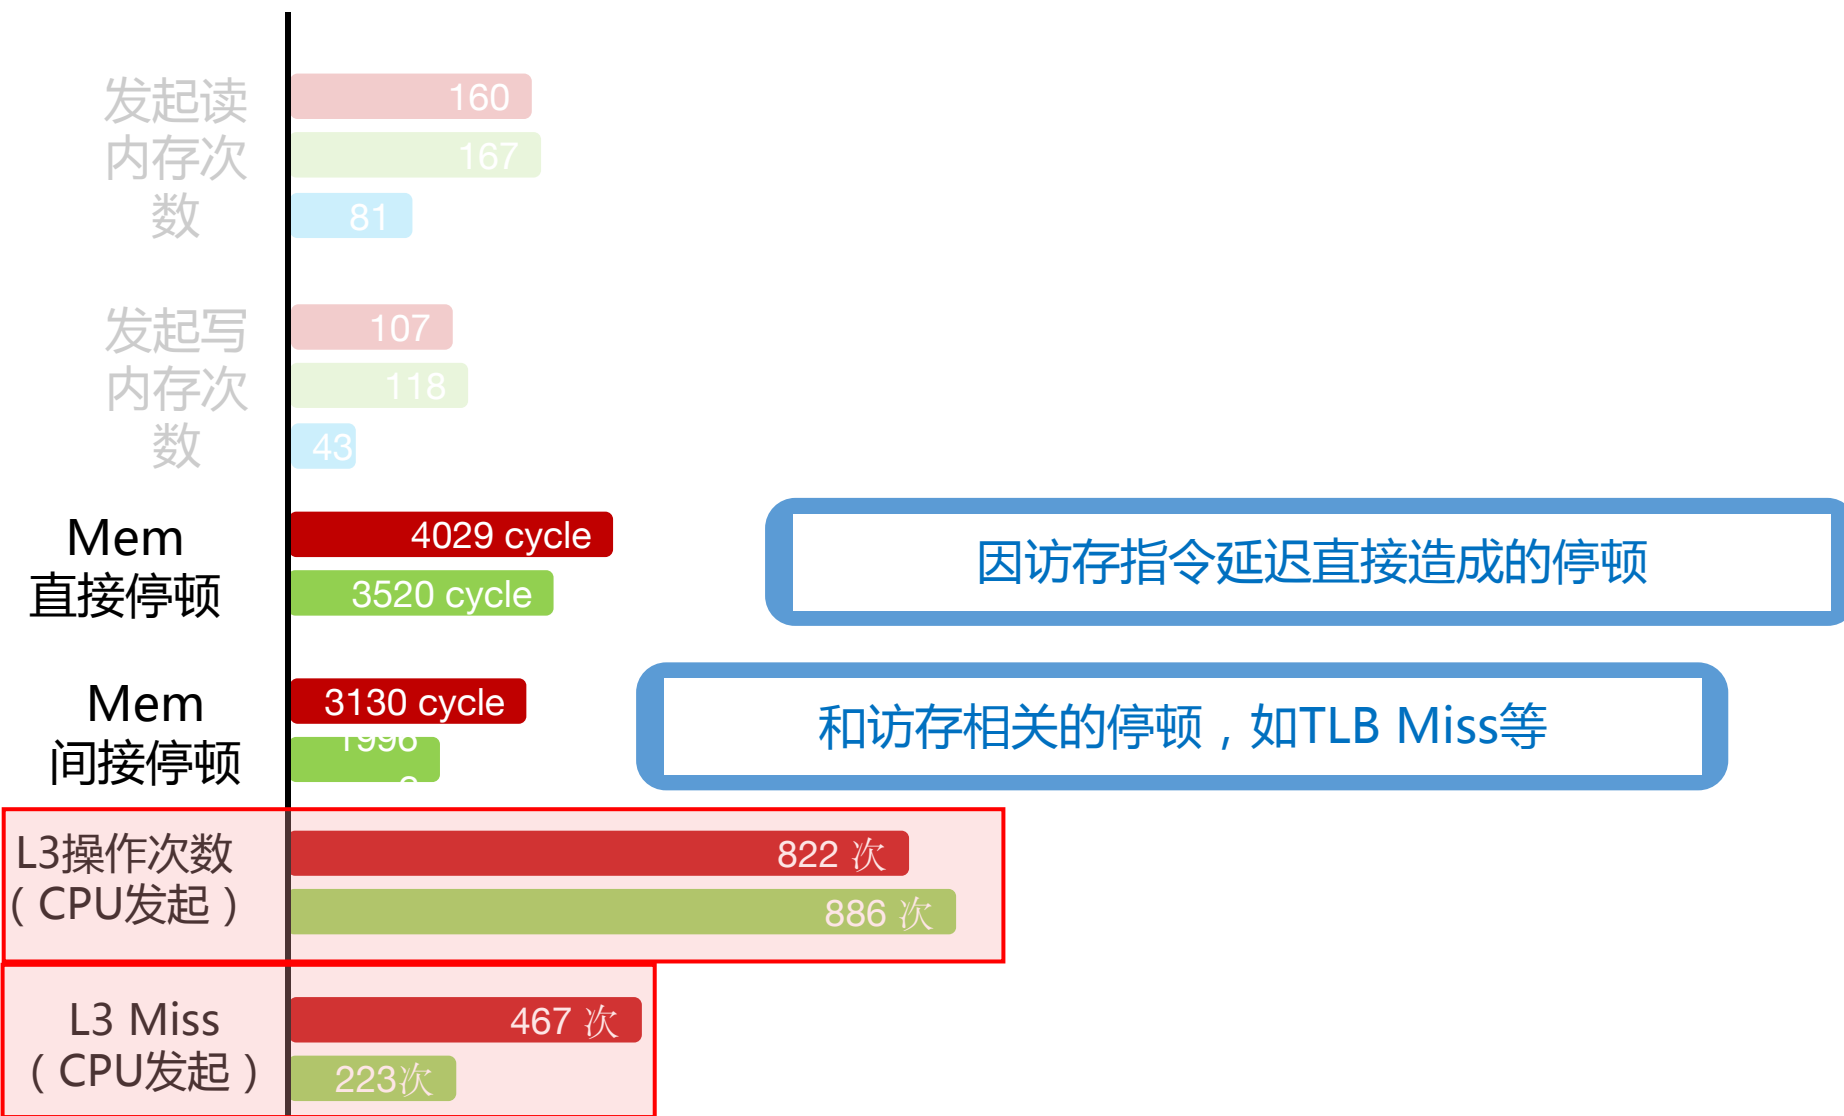 发起读
内存次
数
160
167
81
发起写
内存次
数
107
118
43
Mem
直接停顿
4029 cycle
3520 cycle
因访存指令延迟直接造成的停顿
Mem
间接停顿
3130 cycle
1996
和访存相关的停顿，如TLB Miss等
L3操作次数
（CPU发起）
822 次
886 次
L3 Miss
（CPU发起）
467 次
223次